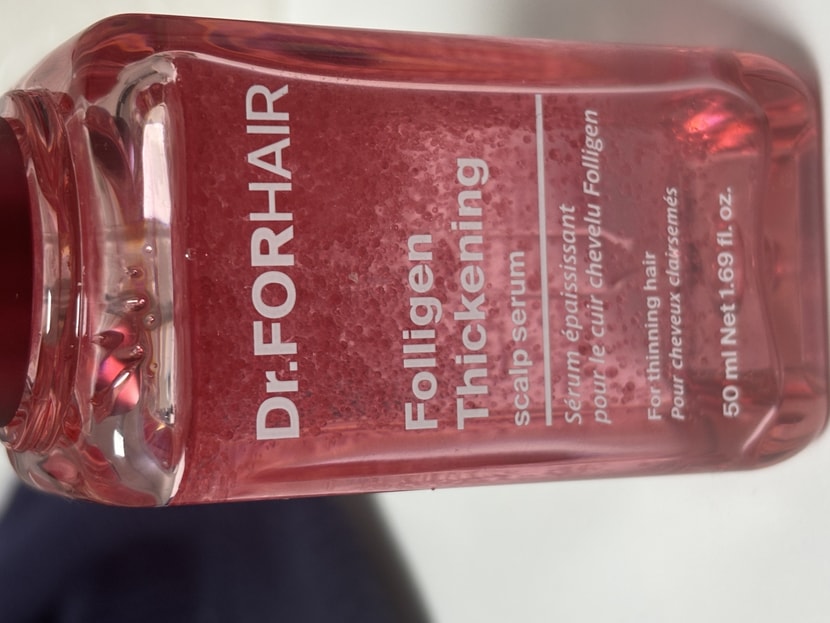 Dr.FORHAIR
Folligen
Thickening
scalp serum
Sérum épaississant
pour le cuir chevelu Folligen
For thinning hair
Pour cheveux clairsemés
50 ml Net 1.69 fl. oz.